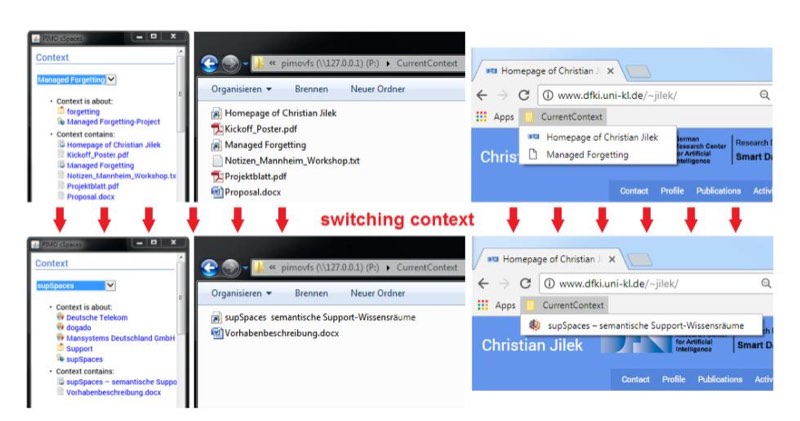 PIMO cSpaces
Context
Managed Forgetting
Context is about:
forgetting
Managed Forgetting-Project
Context contains:
Homepage of Christian Jilek
Kickoff_Poster.pdf
Managed Forgetting
Notizen_Mannheim_Workshop.tx
Projektblatt.pdf
Proposal.docx
« pimovfs (\\127.0.0.1) (P:) CurrentContext
Organisieren Brennen Neuer Ordner
Homepage of Christian Jilek
Kickoff_Poster.pdf
Managed Forgetting
Notizen_Mannheim_Workshop.txt
Projektblatt.pdf
Proposal.docx
Homepage of Christian J
www.dfki.uni-kl.de/~jilek/
Apps CurrentContext
Homepage of Christian Jilek
Managed Forgetting
Chris
German
Research Center
for Artificial
Intelligence
Research D
Smart Da
Contact Profile Publications Activ
switching context
PIMO cSpaces
Context
supSpaces
Context is about:
Deutsche Telekom
dogado
Mansystems Deutschland GmbH
Support
supSpaces
Context contains:
supSpaces – semantische Suppo
Vorhabenbeschreibung.docx
« pimovfs (\\127.0.0.1) (P:) CurrentContext
Organisieren Brennen Neuer Ordner
supSpaces semantische Support-Wissensräume
Vorhabenbeschreibung.docx
Homepage of Christian J
www.dfki.uni-kl.de/~jilek/
Apps CurrentContext
supSpaces – semantische Support-Wissensräume
Christian Jilek
for Artificial
Intelligence
Smart Da
Contact Profile Publications Activ